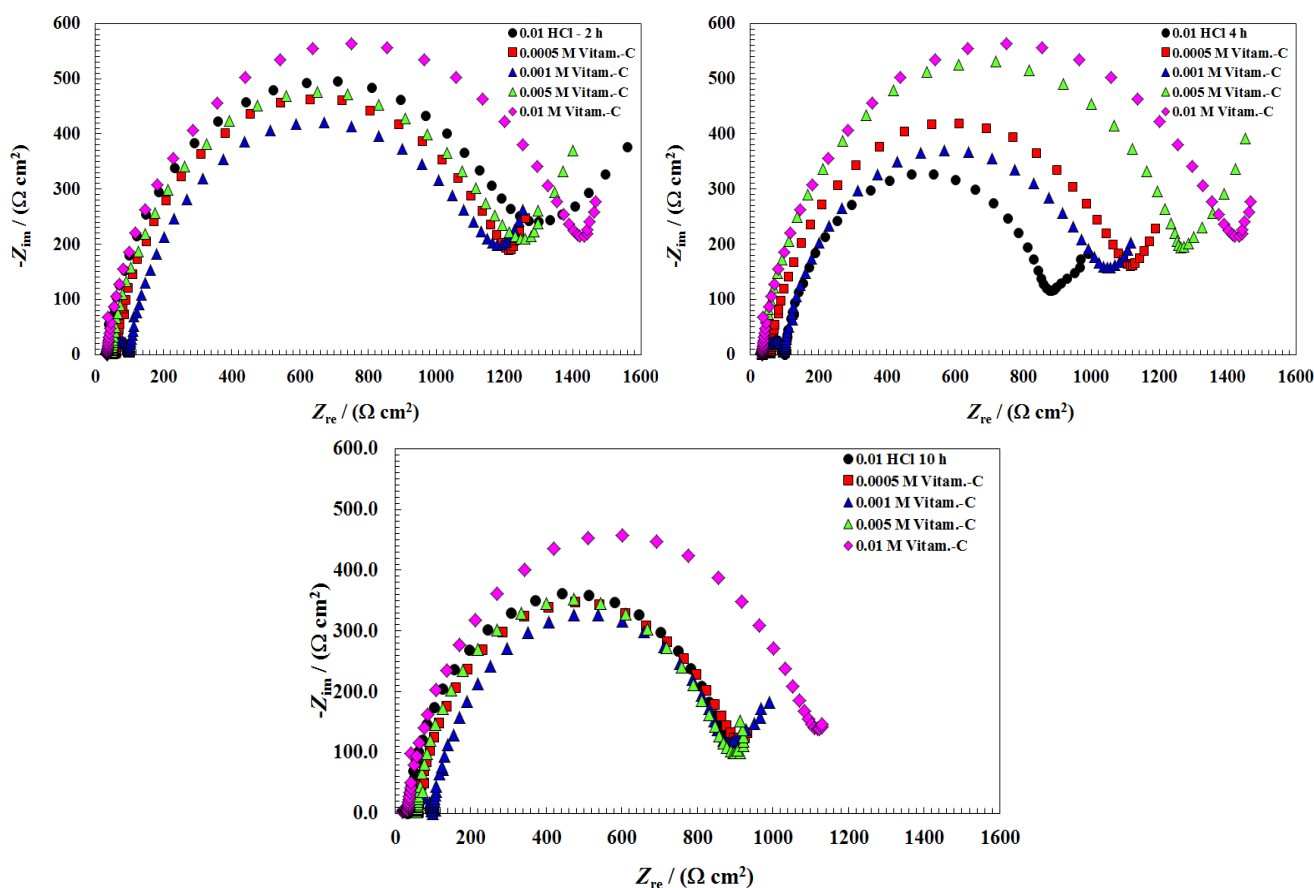 600
500
400
300
200
100
0
-Zim / (Ω cm²)
0.01 HCl - 2 h
0.0005 M Vitam.-C
0.001 M Vitam.-C
0.005 M Vitam.-C
0.01 M Vitam.-C
0 200 400 600 800 1000 1200 1400 1600
Zre / (Ω cm²)
600
500
400
300
200
100
0
-Zim / (Ω cm²)
0.01 HCl 4 h
0.0005 M Vitam.-C
0.001 M Vitam.-C
0.005 M Vitam.-C
0.01 M Vitam.-C
0 200 400 600 800 1000 1200 1400 1600
Zre / (Ω cm²)
600.0
500.0
400.0
300.0
200.0
100.0
0.0
-Zim / (Ω cm²)
0.01 HCl 10 h
0.0005 M Vitam.-C
0.001 M Vitam.-C
0.005 M Vitam.-C
0.01 M Vitam.-C
0 200 400 600 800 1000 1200 1400 1600
Zre / (Ω cm²)